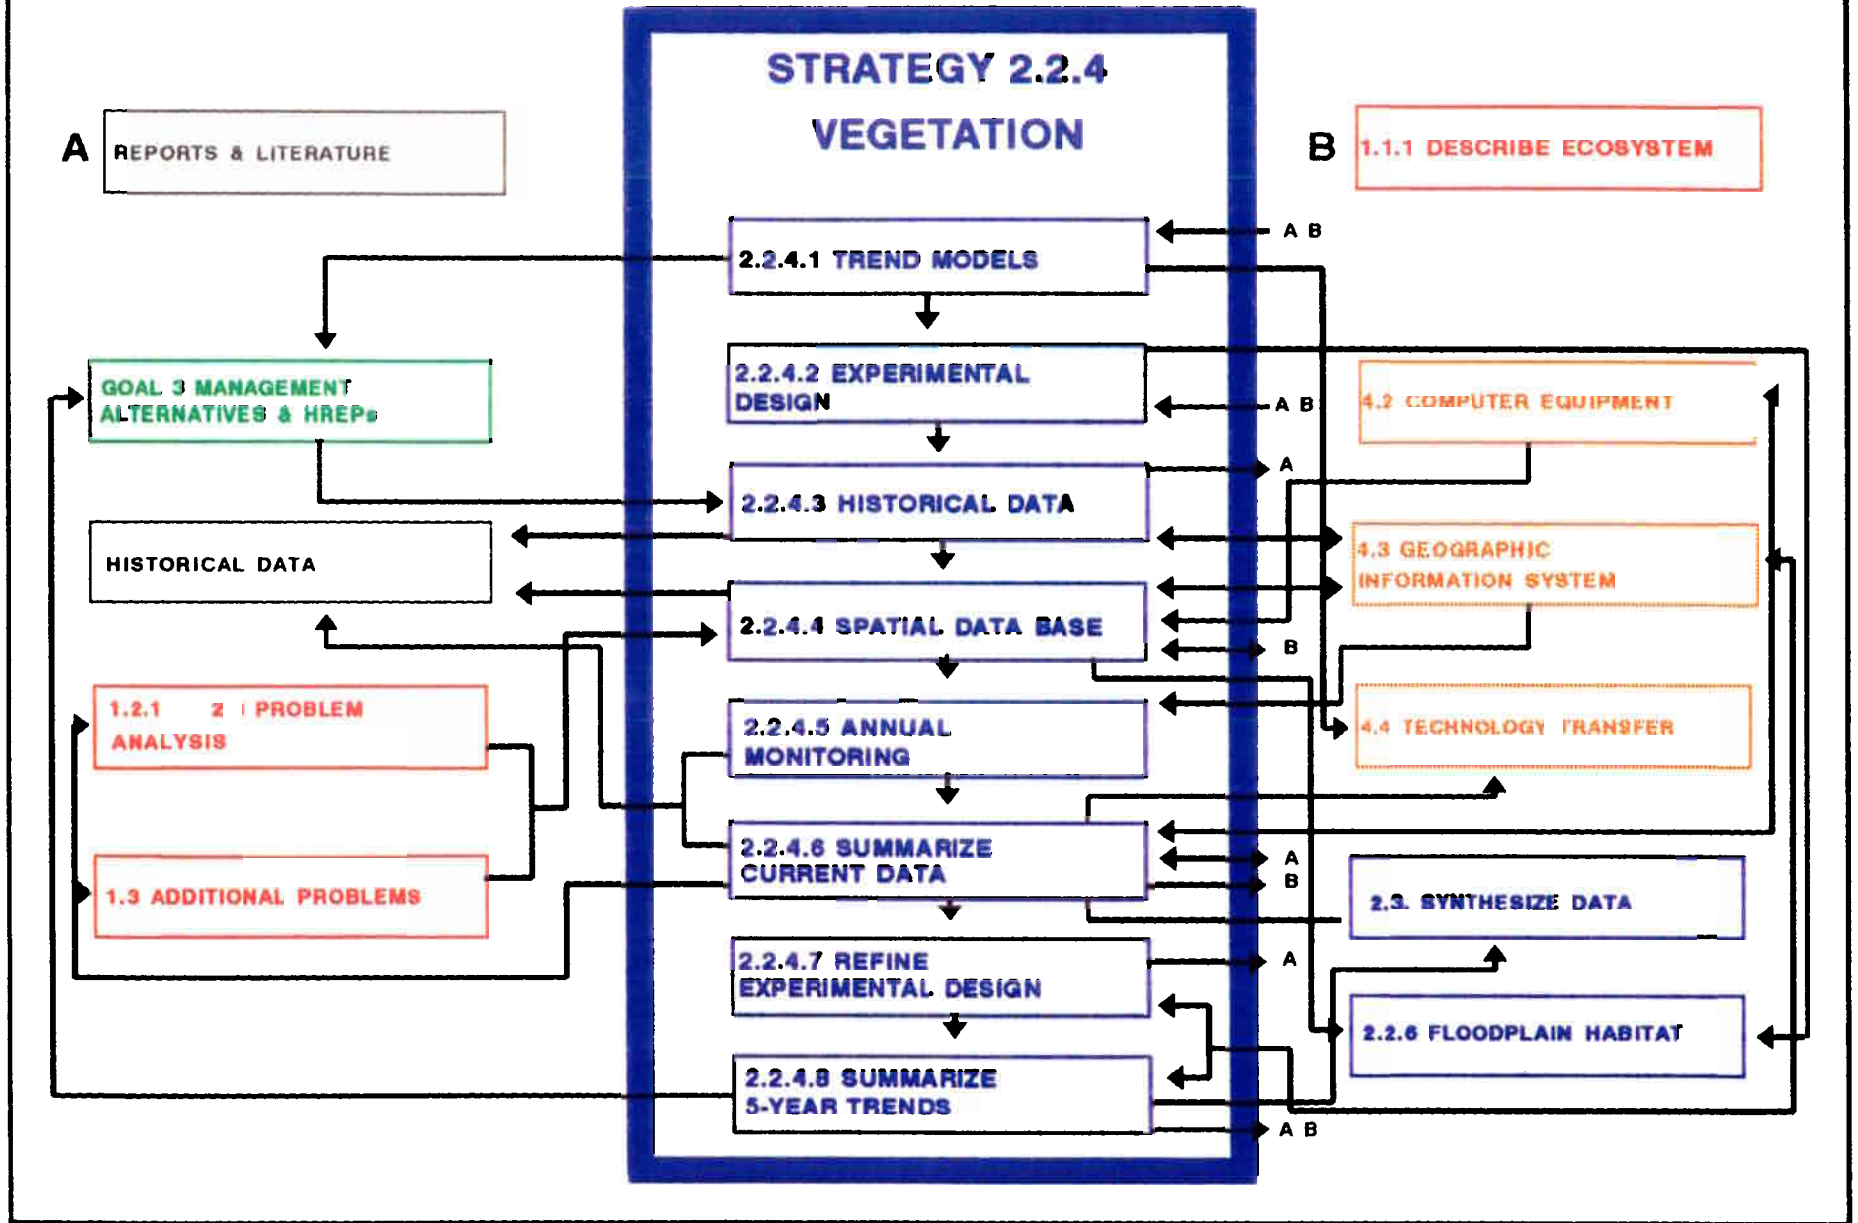 STRATEGY 2.2.4
VEGETATION
A
REPORTS & LITERATURE
B
1.1.1 DESCRIBE ECOSYSTEM
A B
2.2.4.1 TREND MODELS
GOAL 3 MANAGEMENT
ALTERNATIVES & HREPs
2.2.4.2 EXPERIMENTAL
DESIGN
A B
4.2 COMPUTER EQUIPMENT
A
2.2.4.3 HISTORICAL DATA
HISTORICAL DATA
4.3 GEOGRAPHIC
INFORMATION SYSTEM
2.2.4.4 SPATIAL DATA BASE
B
1.2.1 2 PROBLEM
ANALYSIS
2.2.4.5 ANNUAL
MONITORING
4.4 TECHNOLOGY TRANSFER
2.2.4.6 SUMMARIZE
CURRENT DATA
A
B
1.3 ADDITIONAL PROBLEMS
2.3. SYNTHESIZE DATA
2.2.4.7 REFINE
EXPERIMENTAL DESIGN
A
2.2.6 FLOODPLAIN HABITAT
2.2.4.8 SUMMARIZE
5-YEAR TRENDS
A B